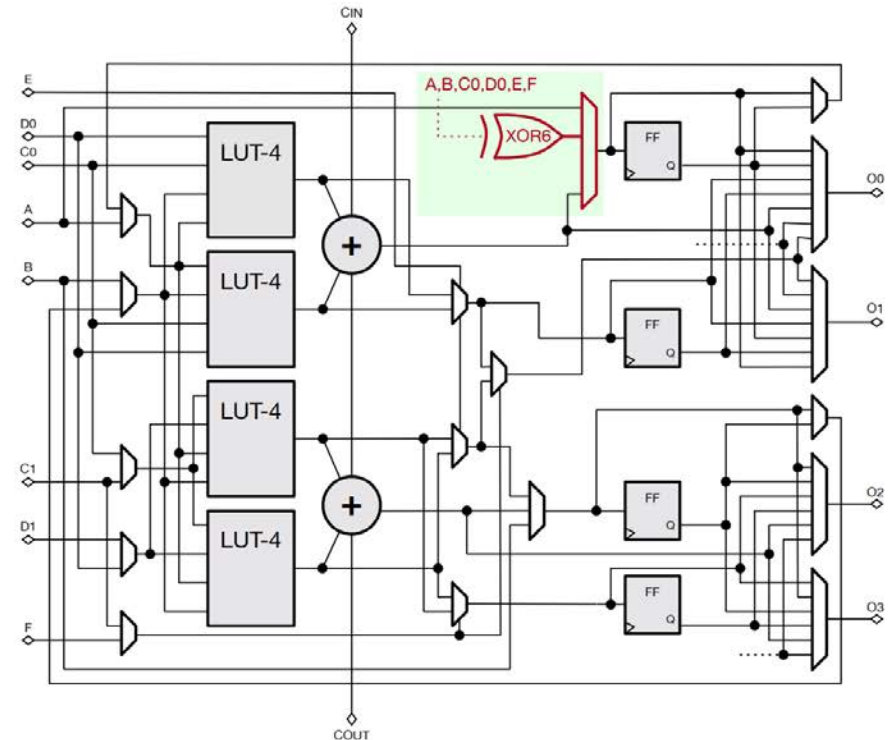 CIN
E
A,B,C0,D0,E,F
D0
XOR6
FF
C0
LUT-4
Q
O0
A
+
B
LUT-4
FF
O1
Q
LUT-4
C1
FF
O2
+
Q
D1
LUT-4
FF
O3
F
Q
COUT